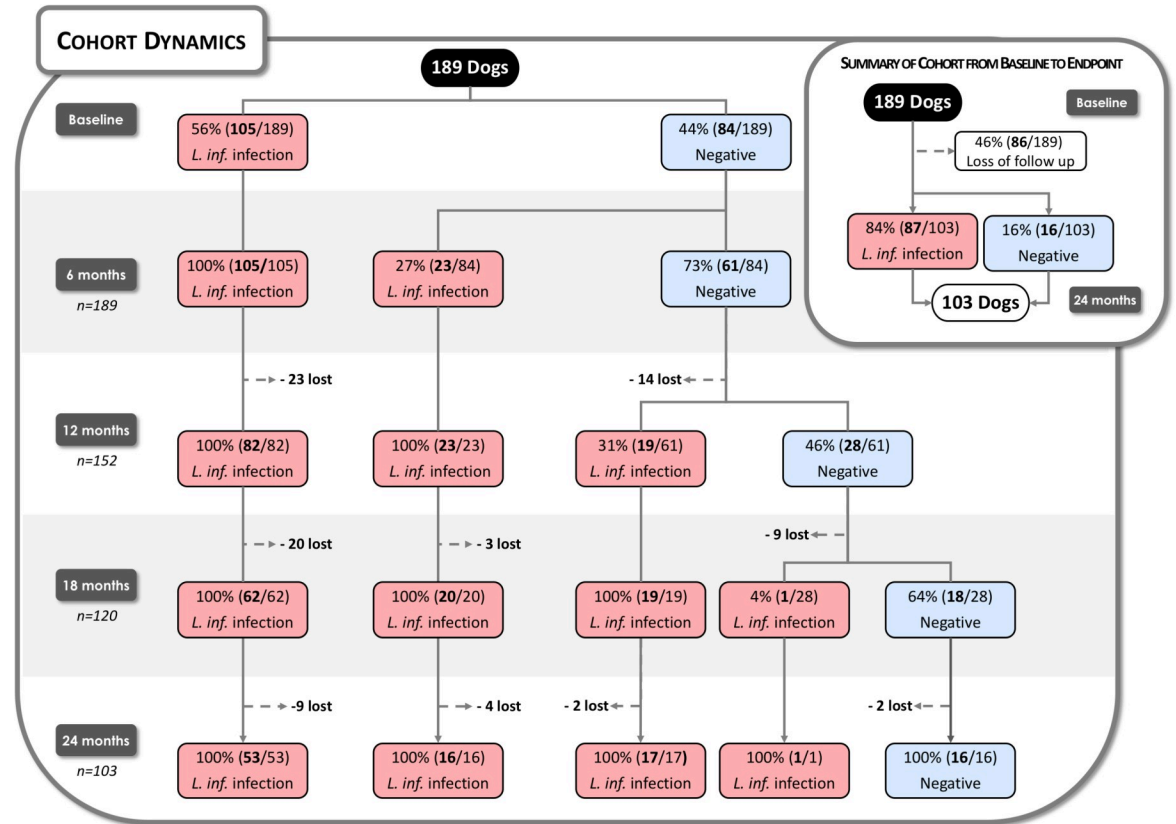 COHORT DYNAMICS
189 Dogs
Baseline
56% (105/189)
L. inf. infection
44% (84/189)
Negative
6 months
n=189
100% (105/105)
L. inf. infection
27% (23/84)
L. inf. infection
73% (61/84)
Negative
- 23 lost
- 14 lost
12 months
n=152
100% (82/82)
L. inf. infection
100% (23/23)
L. inf. infection
31% (19/61)
L. inf. infection
46% (28/61)
Negative
- 20 lost
- 3 lost
- 9 lost
18 months
n=120
100% (62/62)
L. inf. infection
100% (20/20)
L. inf. infection
100% (19/19)
L. inf. infection
4% (1/28)
L. inf. infection
64% (18/28)
Negative
-9 lost
- 4 lost
- 2 lost
- 2 lost
24 months
n=103
100% (53/53)
L. inf. infection
100% (16/16)
L. inf. infection
100% (17/17)
L. inf. infection
100% (1/1)
L. inf. infection
100% (16/16)
Negative
SUMMARY OF COHORT FROM BASELINE TO ENDPOINT
189 Dogs
Baseline
46% (86/189)
Loss of follow up
84% (87/103)
L. inf. infection
16% (16/103)
Negative
103 Dogs
24 months